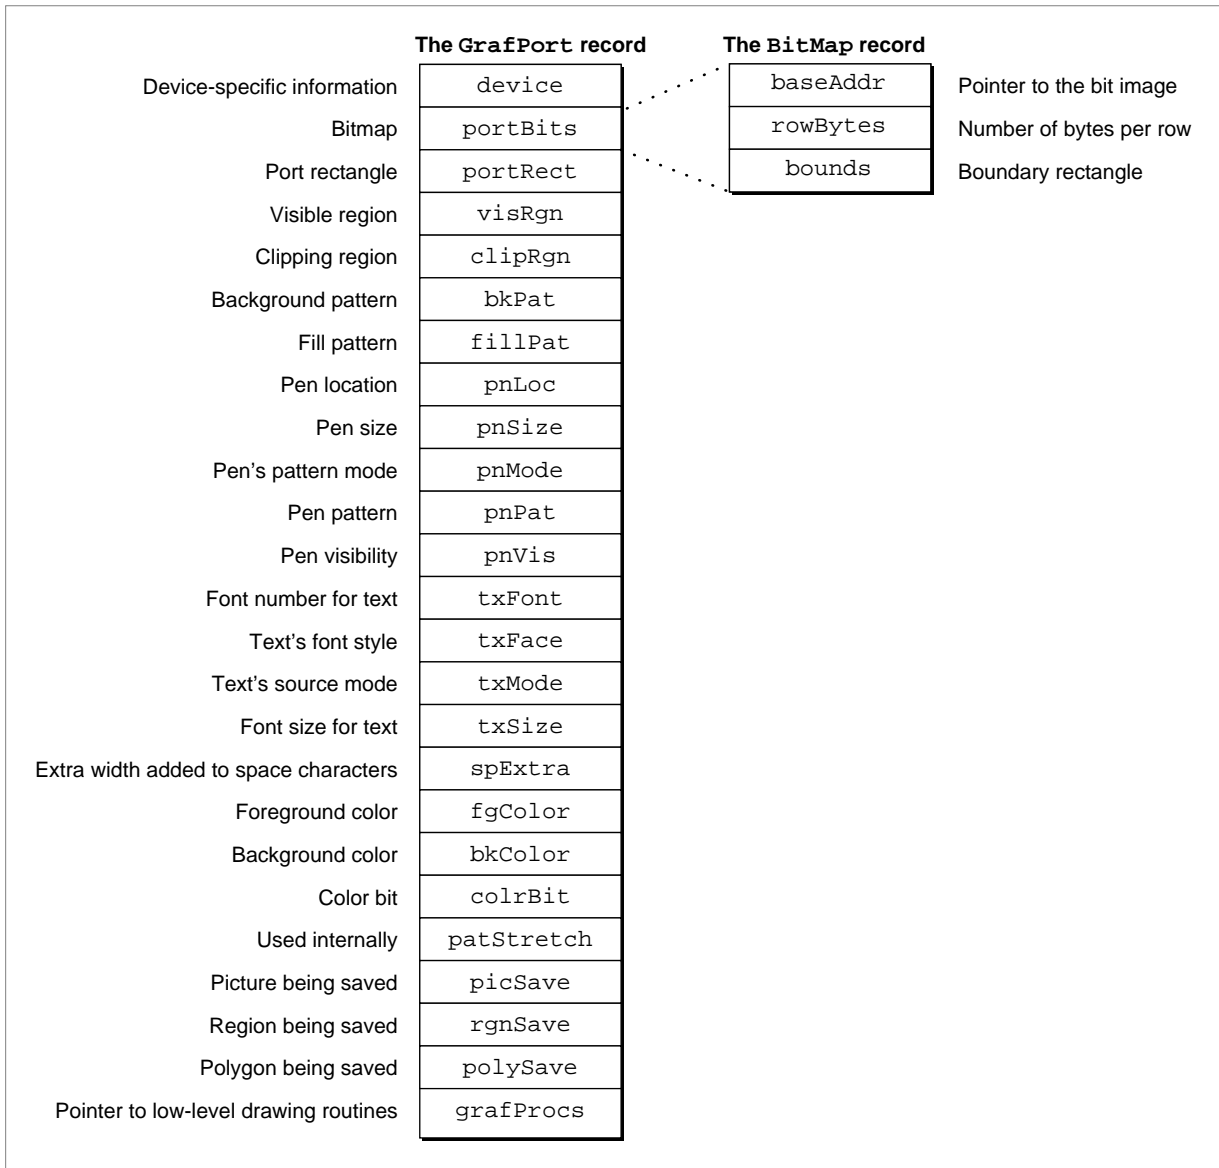 The GrafPort record The BitMap record
Device-specific information device baseAddr Pointer to the bit image
Bitmap portBits rowBytes Number of bytes per row
Port rectangle portRect bounds Boundary rectangle
Visible region visRgn
Clipping region clipRgn
Background pattern bkPat
Fill pattern fillPat
Pen location pnLoc
Pen size pnSize
Pen’s pattern mode pnMode
Pen pattern pnPat
Pen visibility pnVis
Font number for text txFont
Text’s font style txFace
Text’s source mode txMode
Font size for text txSize
Extra width added to space characters spExtra
Foreground color fgColor
Background color bkColor
Color bit colrBit
Used internally patStretch
Picture being saved picSave
Region being saved rgnSave
Polygon being saved polySave
Pointer to low-level drawing routines grafProcs